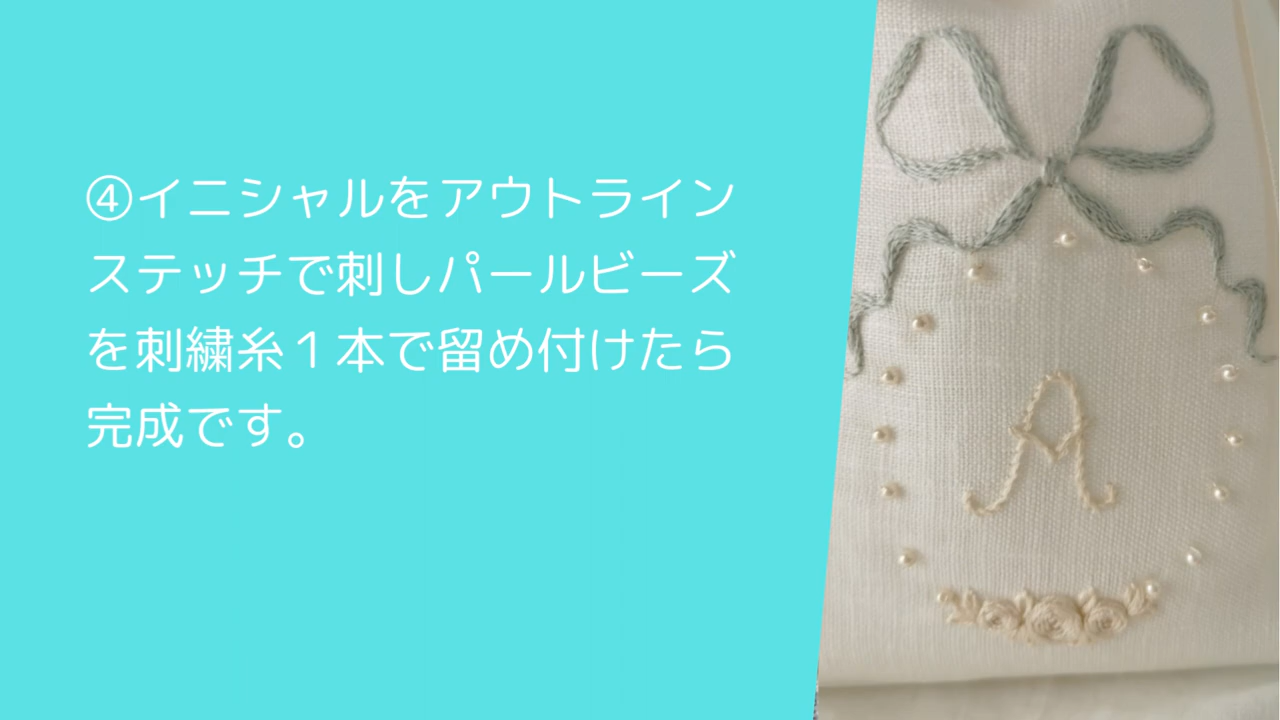 ④イニシャルをアウトライン
ステッチで刺しパールビーズ
を刺繍糸１本で留め付けたら
完成です。
A